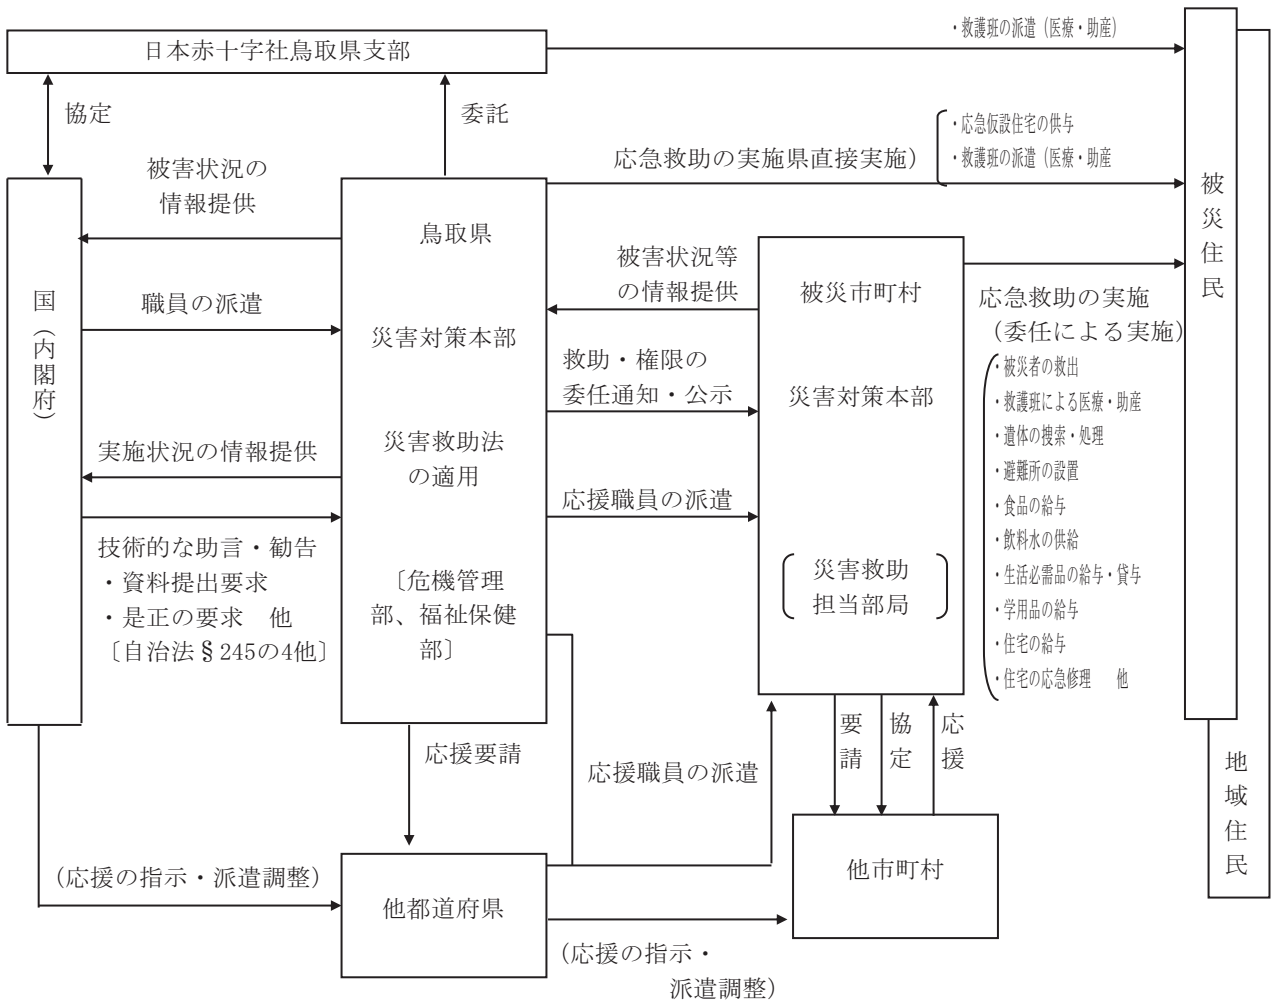 日本赤十字社鳥取県支部
・救護班の派遣（医療・助産）
協定
委託
・応急仮設住宅の供与
・救護班の派遣（医療・助産
応急救助の実施県直接実施）
被害状況の
情報提供
鳥取県
災害対策本部
災害救助法
の適用
〔危機管理
部、福祉保健
部〕
国（内閣府）
職員の派遣
実施状況の情報提供
技術的な助言・勧告
・資料提出要求
・是正の要求　他
〔自治法§245の4他〕
被害状況等
の情報提供
救助・権限の
委任通知・公示
応援職員の派遣
被災市町村
災害対策本部
災害救助
担当部局
応急救助の実施
（委任による実施）
・被災者の救出
・救護班による医療・助産
・遺体の捜索・処理
・避難所の設置
・食品の給与
・飲料水の供給
・生活必需品の給与・貸与
・学用品の給与
・住宅の給与
・住宅の応急修理　他
被災住民
地域住民
応援要請
応援職員の派遣
要請
協定
応援
他市町村
（応援の指示・派遣調整）
他都道府県
（応援の指示・
派遣調整）